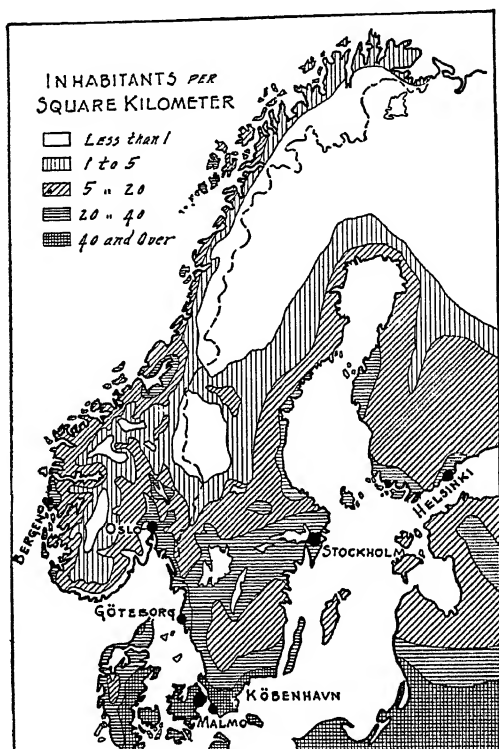 INHABITANTS PER
SQUARE KILOMETER
Less than 1
1 to 5
5 " 20
20 " 40
40 and Over
BERGEN
OSLO
HELSINKI
STOCKHOLM
GÖTEBORG
KÖBENHAVN
MALMO